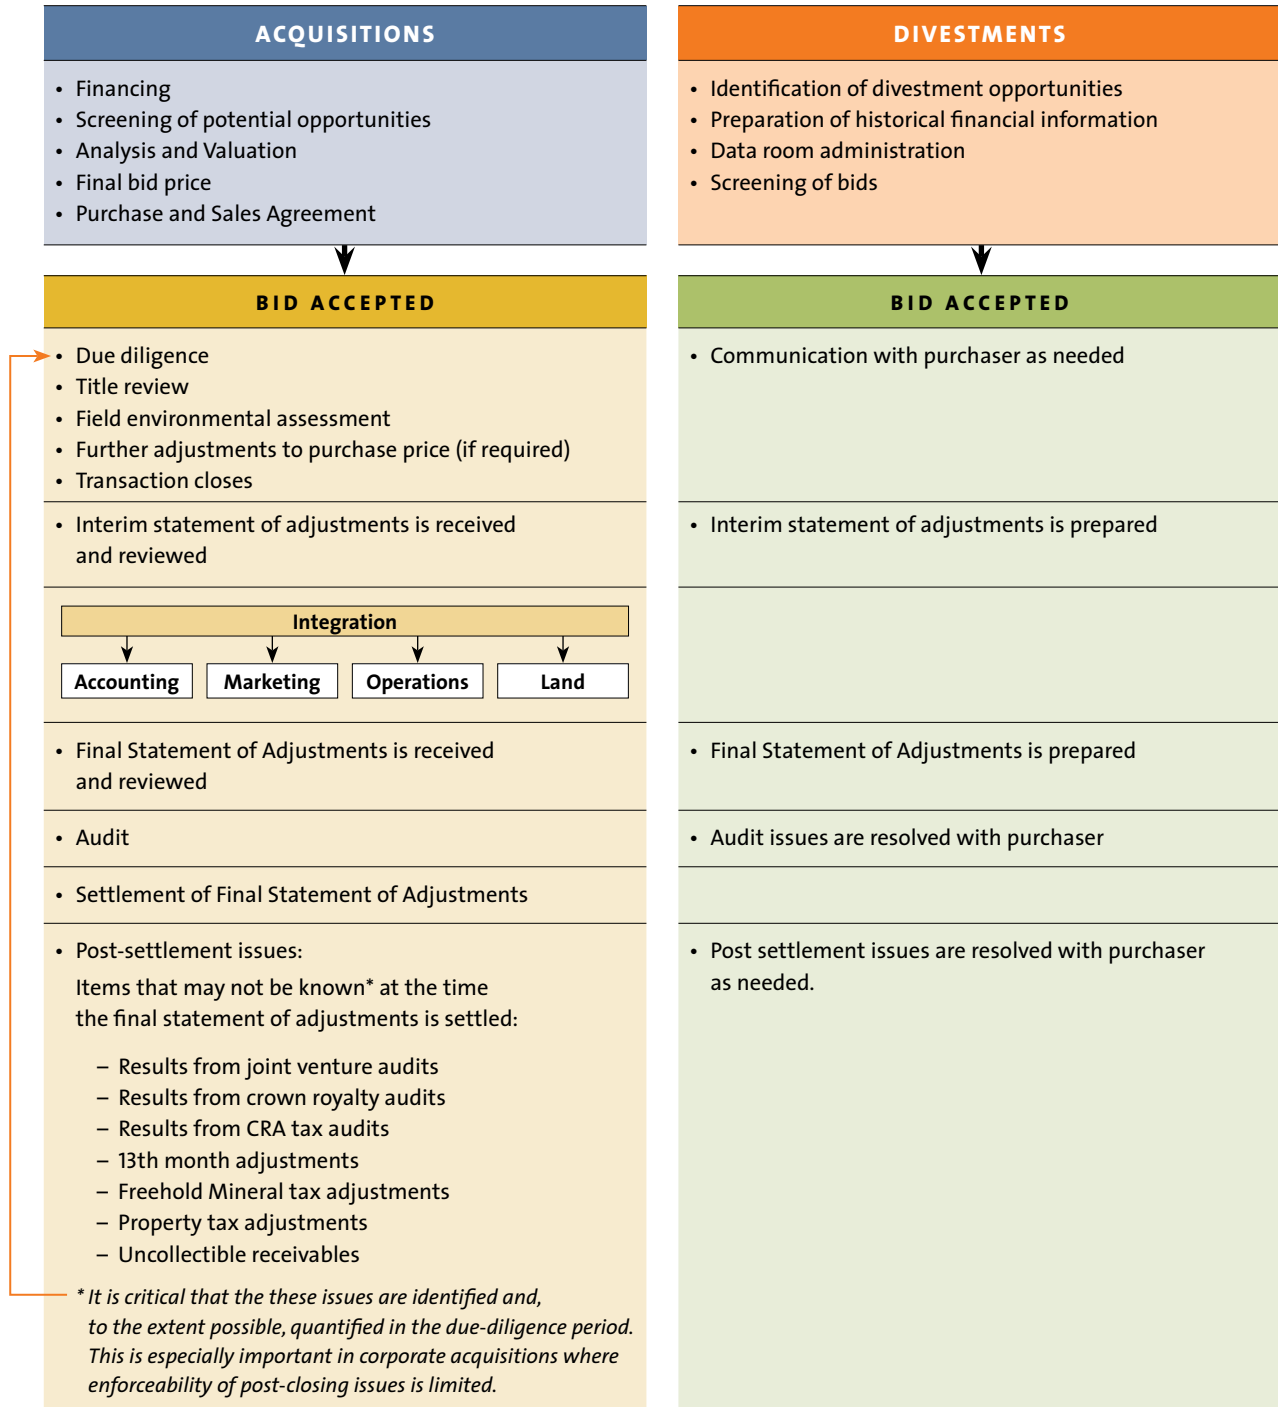 ACQUISITIONS
• Financing
• Screening of potential opportunities
• Analysis and Valuation
• Final bid price
• Purchase and Sales Agreement
BID ACCEPTED
• Due diligence
• Title review
• Field environmental assessment
• Further adjustments to purchase price (if required)
• Transaction closes
• Interim statement of adjustments is received
and reviewed
Integration
Accounting
Marketing
Operations
Land
• Final Statement of Adjustments is received
and reviewed
• Audit
• Settlement of Final Statement of Adjustments
• Post-settlement issues:
Items that may not be known* at the time
the final statement of adjustments is settled:
– Results from joint venture audits
– Results from crown royalty audits
– Results from CRA tax audits
– 13th month adjustments
– Freehold Mineral tax adjustments
– Property tax adjustments
– Uncollectible receivables
* It is critical that the these issues are identified and,
to the extent possible, quantified in the due-diligence period.
This is especially important in corporate acquisitions where
enforceability of post-closing issues is limited.
DIVESTMENTS
• Identification of divestment opportunities
• Preparation of historical financial information
• Data room administration
• Screening of bids
BID ACCEPTED
• Communication with purchaser as needed
• Interim statement of adjustments is prepared
• Final Statement of Adjustments is prepared
• Audit issues are resolved with purchaser
• Post settlement issues are resolved with purchaser
as needed.